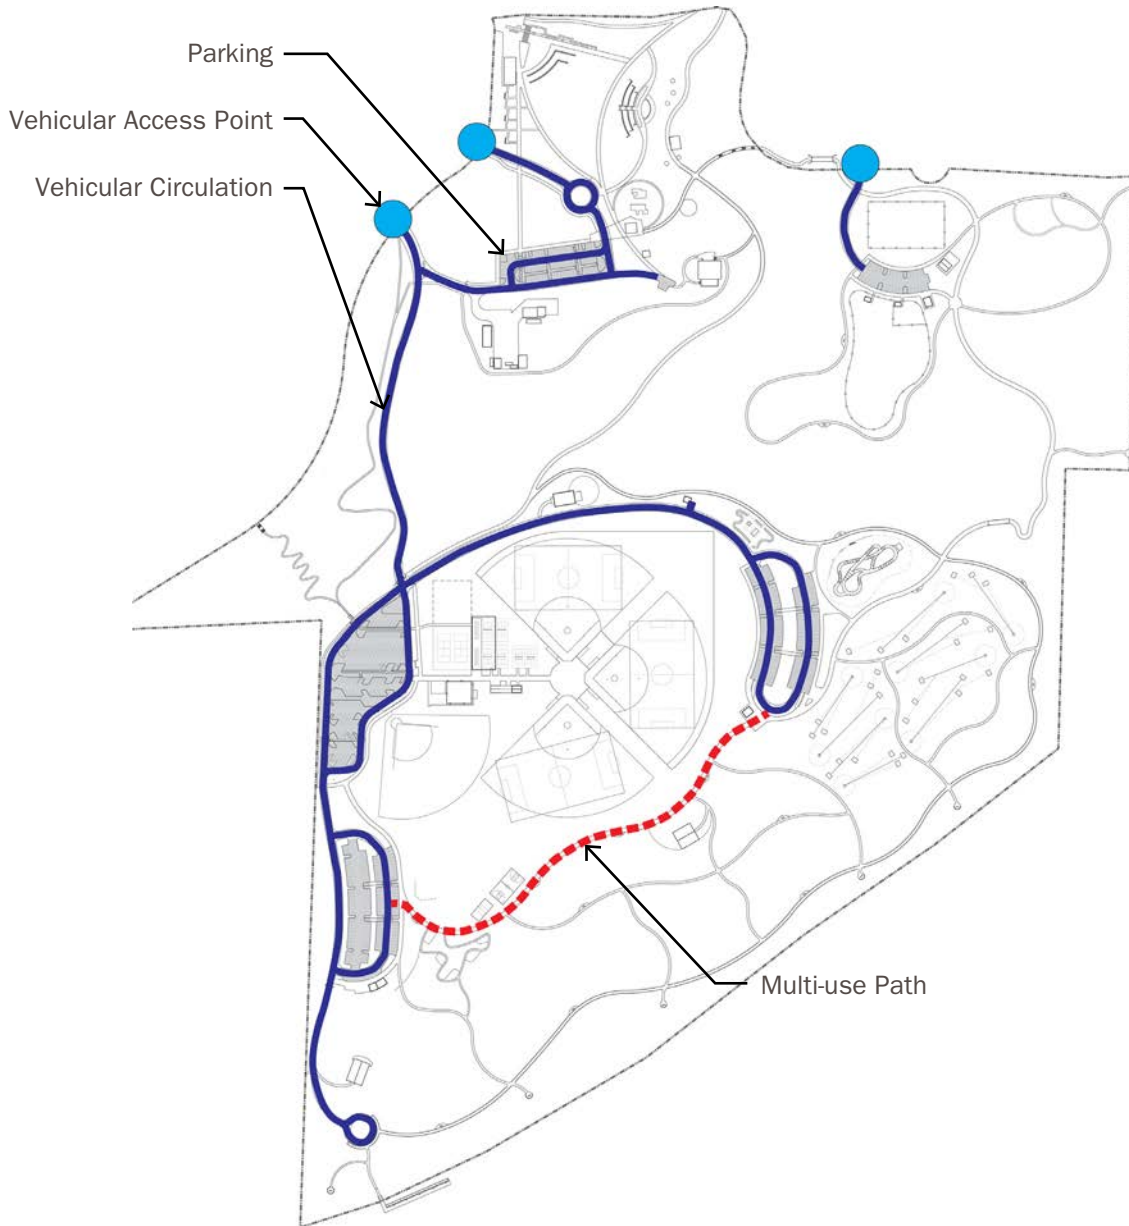 Parking
Vehicular Access Point
Vehicular Circulation
Multi-use Path